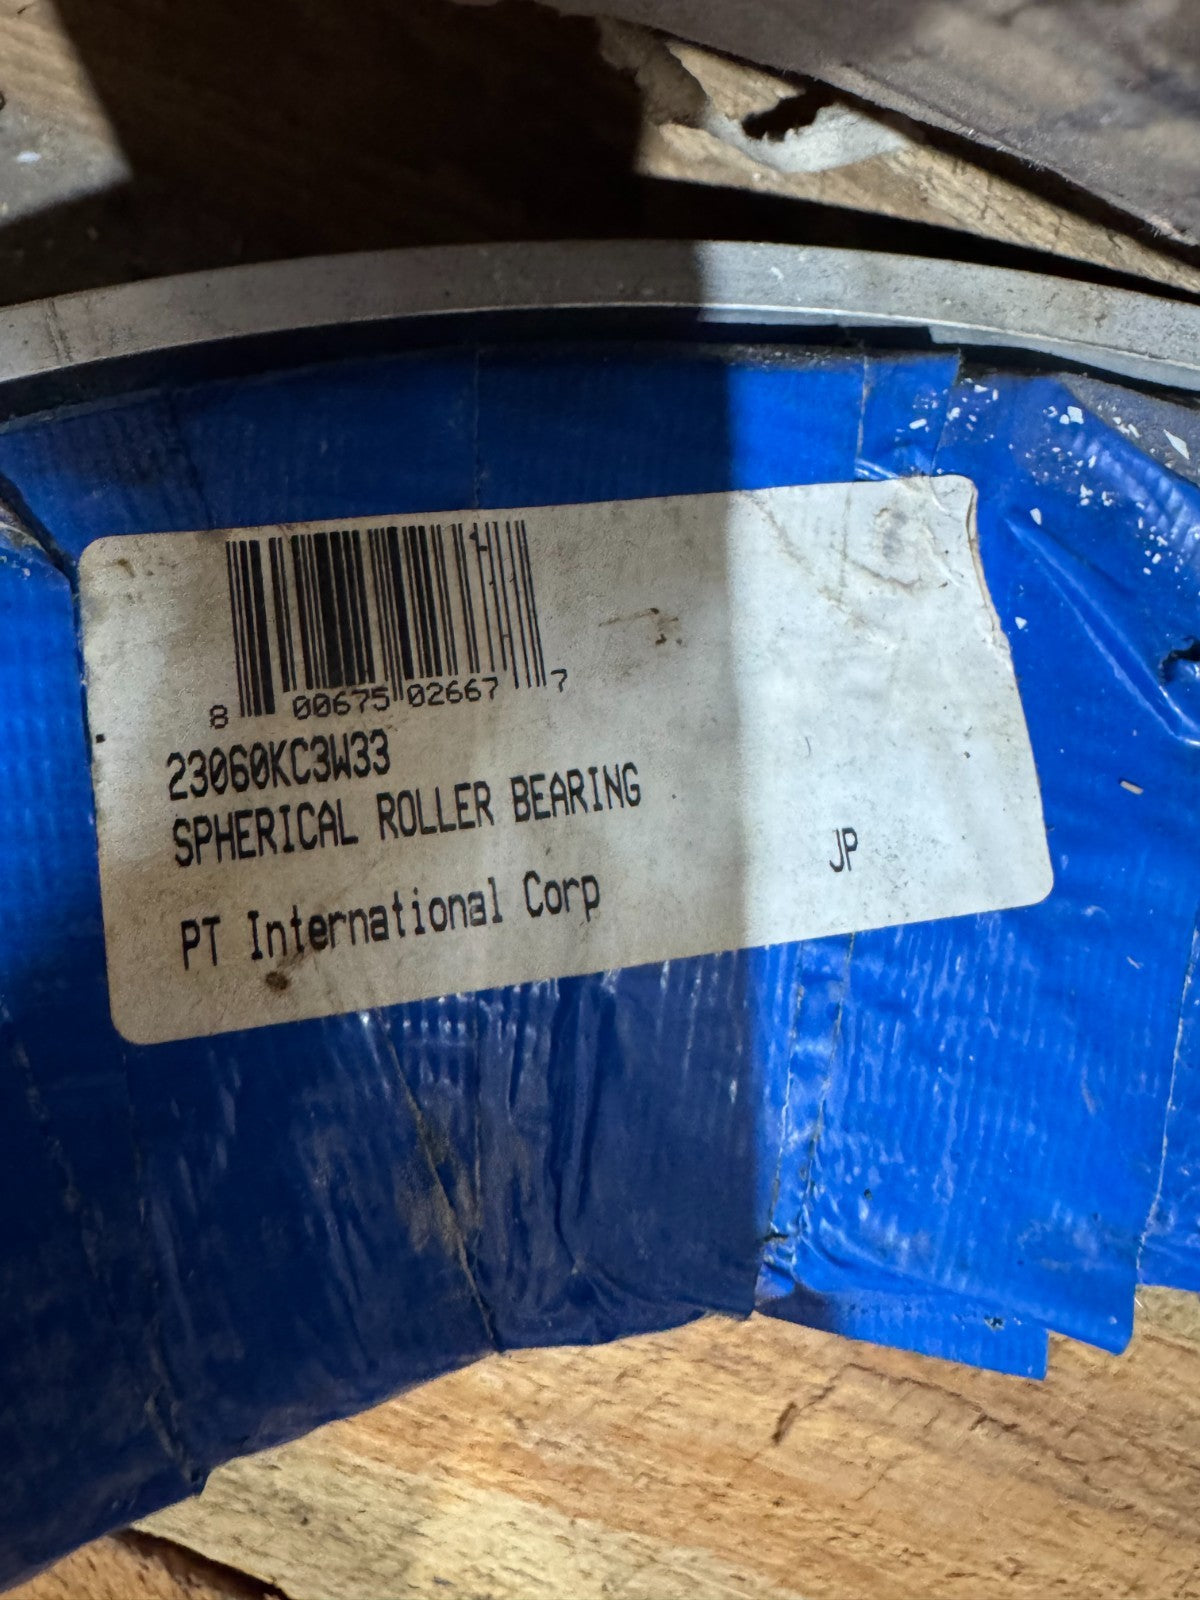 8 00675 02667 7
23060KC3W33
SPHERICAL ROLLER BEARING
PT International Corp
JP